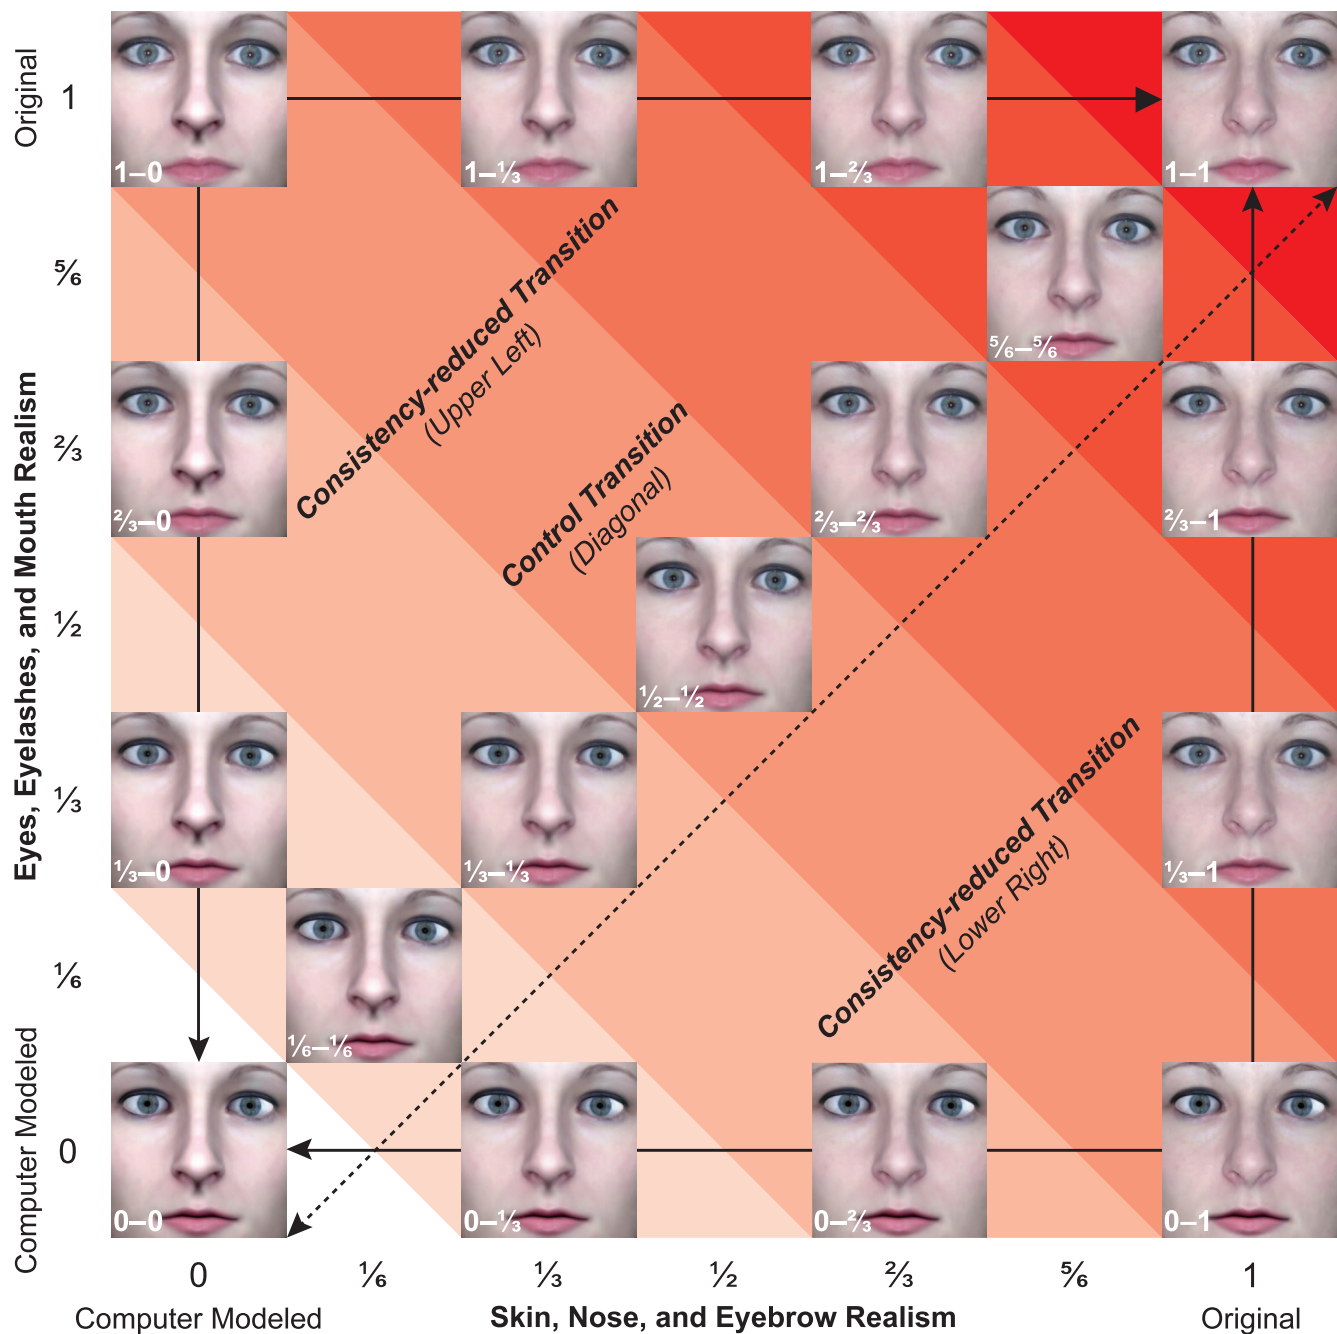 Original
1
1–0
1–⅓
1–⅔
1–1
⅚
⅚–⅚
Consistency-reduced Transition
(Upper Left)
Eyes, Eyelashes, and Mouth Realism
⅔
⅔–0
Control Transition
(Diagonal)
⅔–⅔
⅔–1
½
½–½
⅓
⅓–0
⅓–⅓
⅓–1
Consistency-reduced Transition
(Lower Right)
⅙
⅙–⅙
Computer Modeled
0
0–0
0–⅓
0–⅔
0–1
0
⅙
⅓
½
⅔
⅚
1
Computer Modeled
Skin, Nose, and Eyebrow Realism
Original